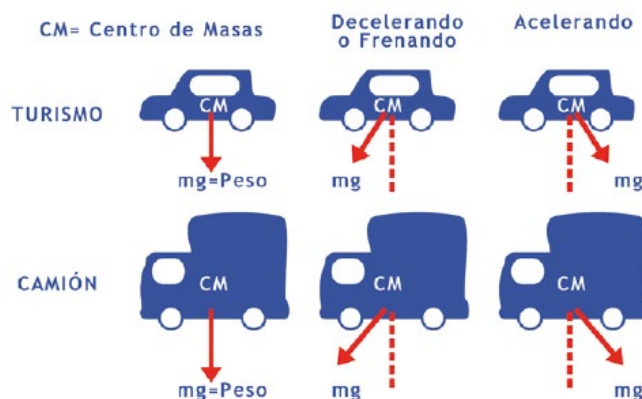 CM= Centro de Masas
Decelerando
o Frenando
Acelerando
TURISMO
CM
CM
CM
mg=Peso
mg
mg
CAMIÓN
CM
CM
CM
mg=Peso
mg
mg